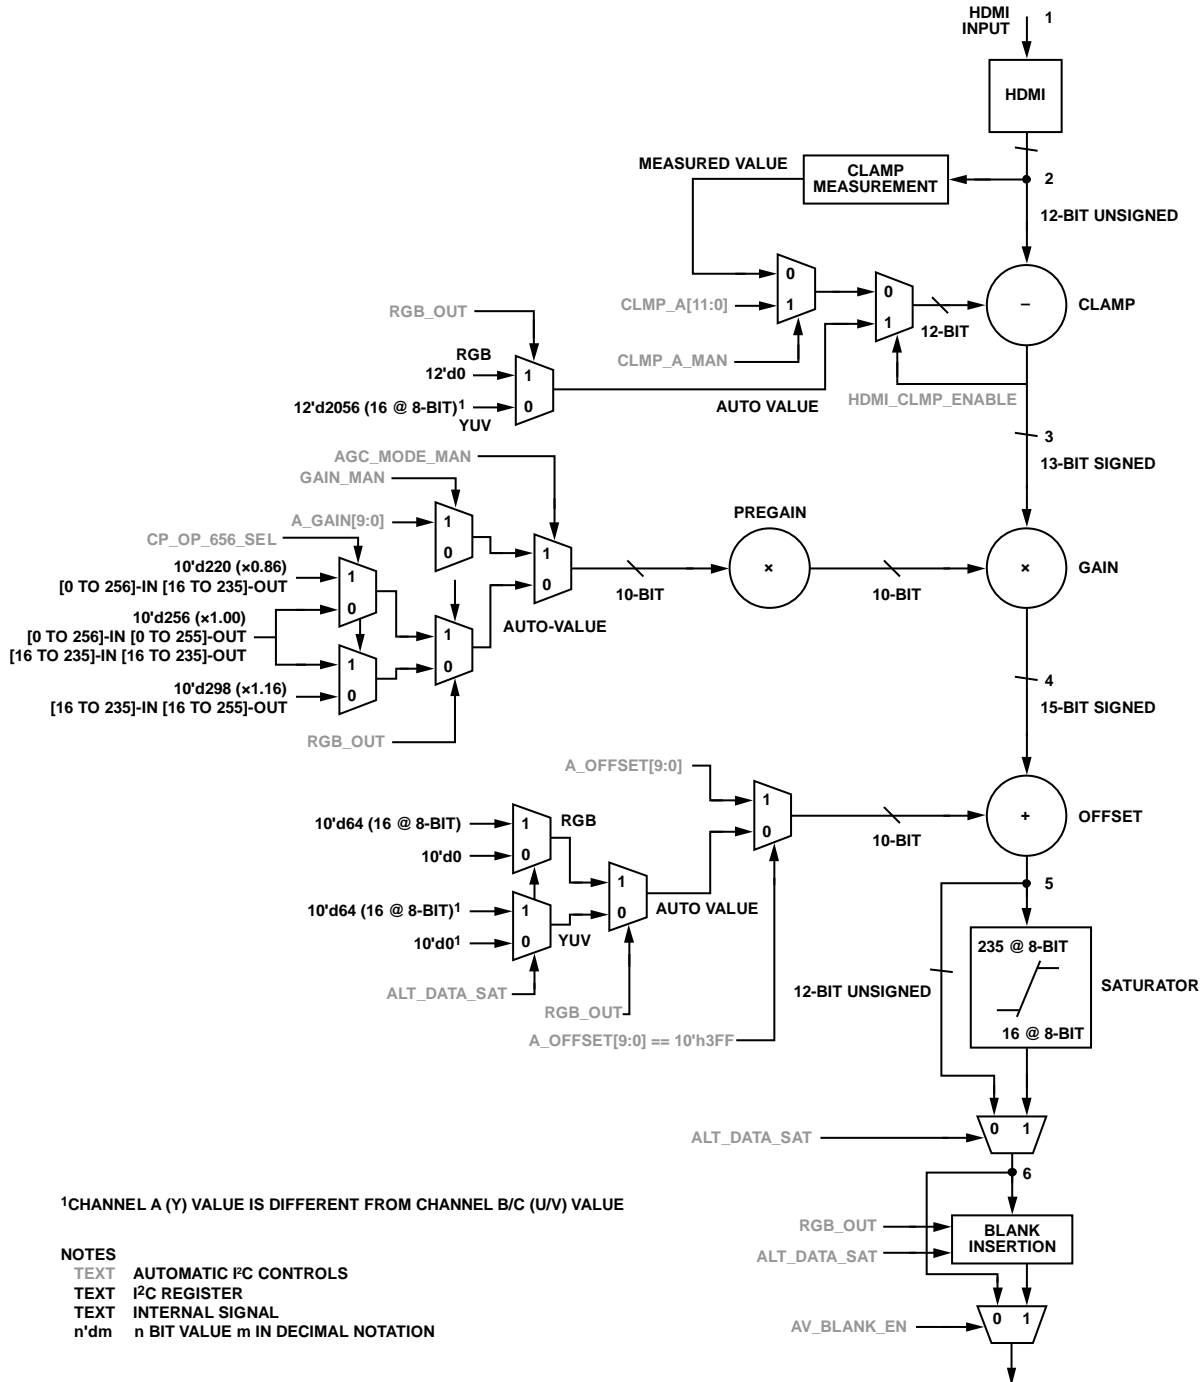 HDMI
INPUT
1
HDMI
MEASURED VALUE
CLAMP
MEASUREMENT
2
12-BIT UNSIGNED
0
1
CLMP_A[11:0]
0
1
12-BIT
–
CLAMP
RGB_OUT
CLMP_A_MAN
RGB
12'd0
1
12'd2056 (16 @ 8-BIT)1
0
YUV
AUTO VALUE
HDMI_CLMP_ENABLE
3
13-BIT SIGNED
AGC_MODE_MAN
GAIN_MAN
A_GAIN[9:0]
1
0
PREGAIN
CP_OP_656_SEL
10'd220 (×0.86)
[0 TO 256]-IN [16 TO 235]-OUT
1
0
1
0
10-BIT
×
10-BIT
×
GAIN
10'd256 (×1.00)
[0 TO 256]-IN [0 TO 255]-OUT
[16 TO 235]-IN [16 TO 235]-OUT
AUTO-VALUE
1
0
1
0
10'd298 (×1.16)
[16 TO 235]-IN [16 TO 255]-OUT
RGB_OUT
4
15-BIT SIGNED
A_OFFSET[9:0]
1
0
10-BIT
+
OFFSET
10'd64 (16 @ 8-BIT)
1
RGB
10'd0
0
10'd64 (16 @ 8-BIT)1
1
10'd01
0
YUV
1
0
AUTO VALUE
5
ALT_DATA_SAT
RGB_OUT
A_OFFSET[9:0] == 10'h3FF
12-BIT UNSIGNED
235 @ 8-BIT
16 @ 8-BIT
SATURATOR
ALT_DATA_SAT
0 1
6
RGB_OUT
ALT_DATA_SAT
BLANK
INSERTION
AV_BLANK_EN
0 1
1CHANNEL A (Y) VALUE IS DIFFERENT FROM CHANNEL B/C (U/V) VALUE
NOTES
TEXT AUTOMATIC I2C CONTROLS
TEXT I2C REGISTER
TEXT INTERNAL SIGNAL
n'dm n BIT VALUE m IN DECIMAL NOTATION